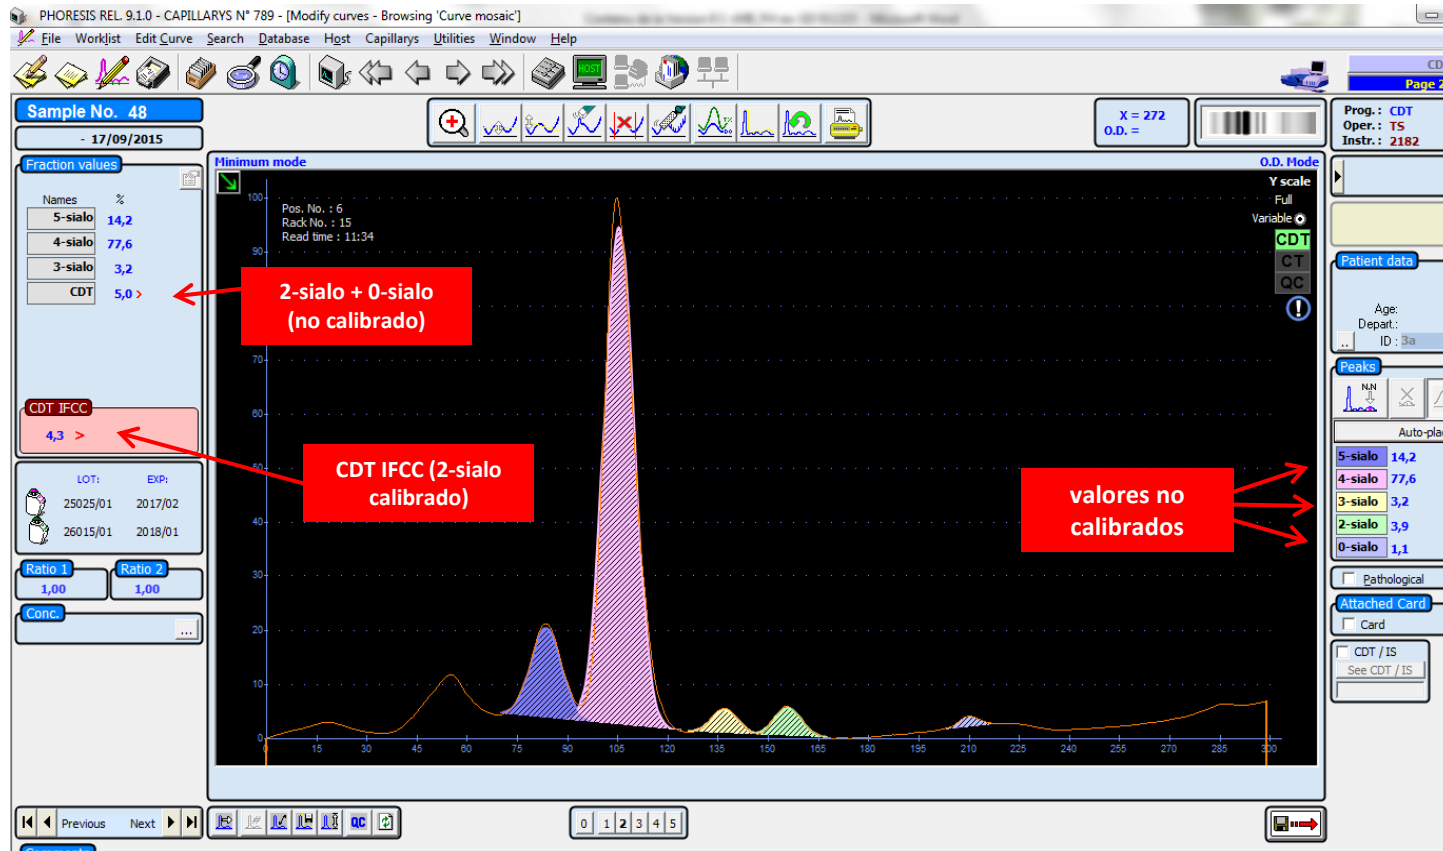 PHORESIS REL. 9.1.0 - CAPILLARYS N° 789 - [Modify curves - Browsing 'Curve mosaic']
File Worklist Edit Curve Search Database Host Capillarys Utilities Window Help
HOST
CD
Page 2
Sample No. 48
- 17/09/2015
X = 272
O.D. =
Prog.: CDT
Oper.: TS
Instr.: 2182
Fraction values
Names %
5-sialo 14,2
4-sialo 77,6
3-sialo 3,2
CDT 5,0 >
CDT IFCC
4,3 >
LOT: EXP:
25025/01 2017/02
26015/01 2018/01
Ratio 1 Ratio 2
1,00 1,00
Conc.
...
Minimum mode
O.D. Mode
Pos. No. : 6
Rack No. : 15
Read time : 11:34
Y scale
Full
Variable
CDT
CT
QC
100
90
70
60
50
40
30
20
10
0
0 15 30 45 60 75 90 105 120 135 150 165 180 195 210 225 240 255 270 285 300
2-sialo + 0-sialo
(no calibrado)
CDT IFCC (2-sialo
calibrado)
valores no
calibrados
Patient data
Age:
Depart.:
.. ID : 3a
Peaks
N.N
Auto-pla
5-sialo 14,2
4-sialo 77,6
3-sialo 3,2
2-sialo 3,9
0-sialo 1,1
Pathological
Attached Card
Card
CDT / IS
See CDT / IS
Previous Next
QC
0 1 2 3 4 5